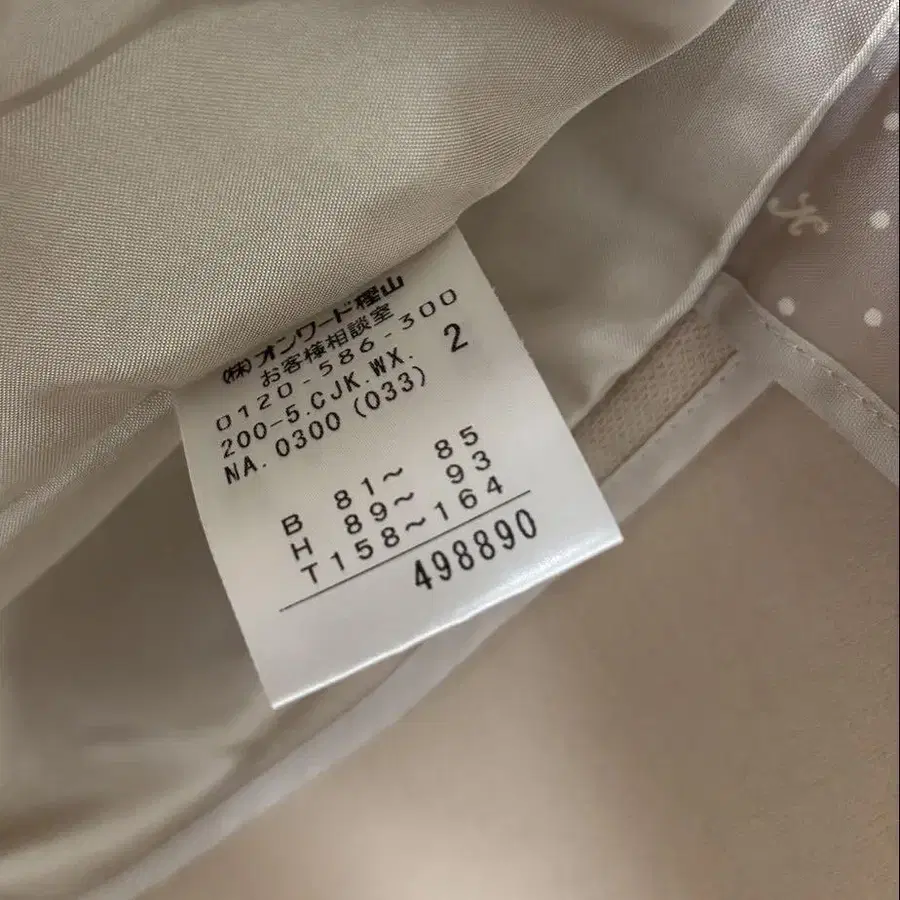 (株)オンワード樫山
お客様相談室
0120-586-300
200-5.CJK.WX. 2
NA. 0300 (033)
B 81~ 85
H 89~ 93
T158~164
498890